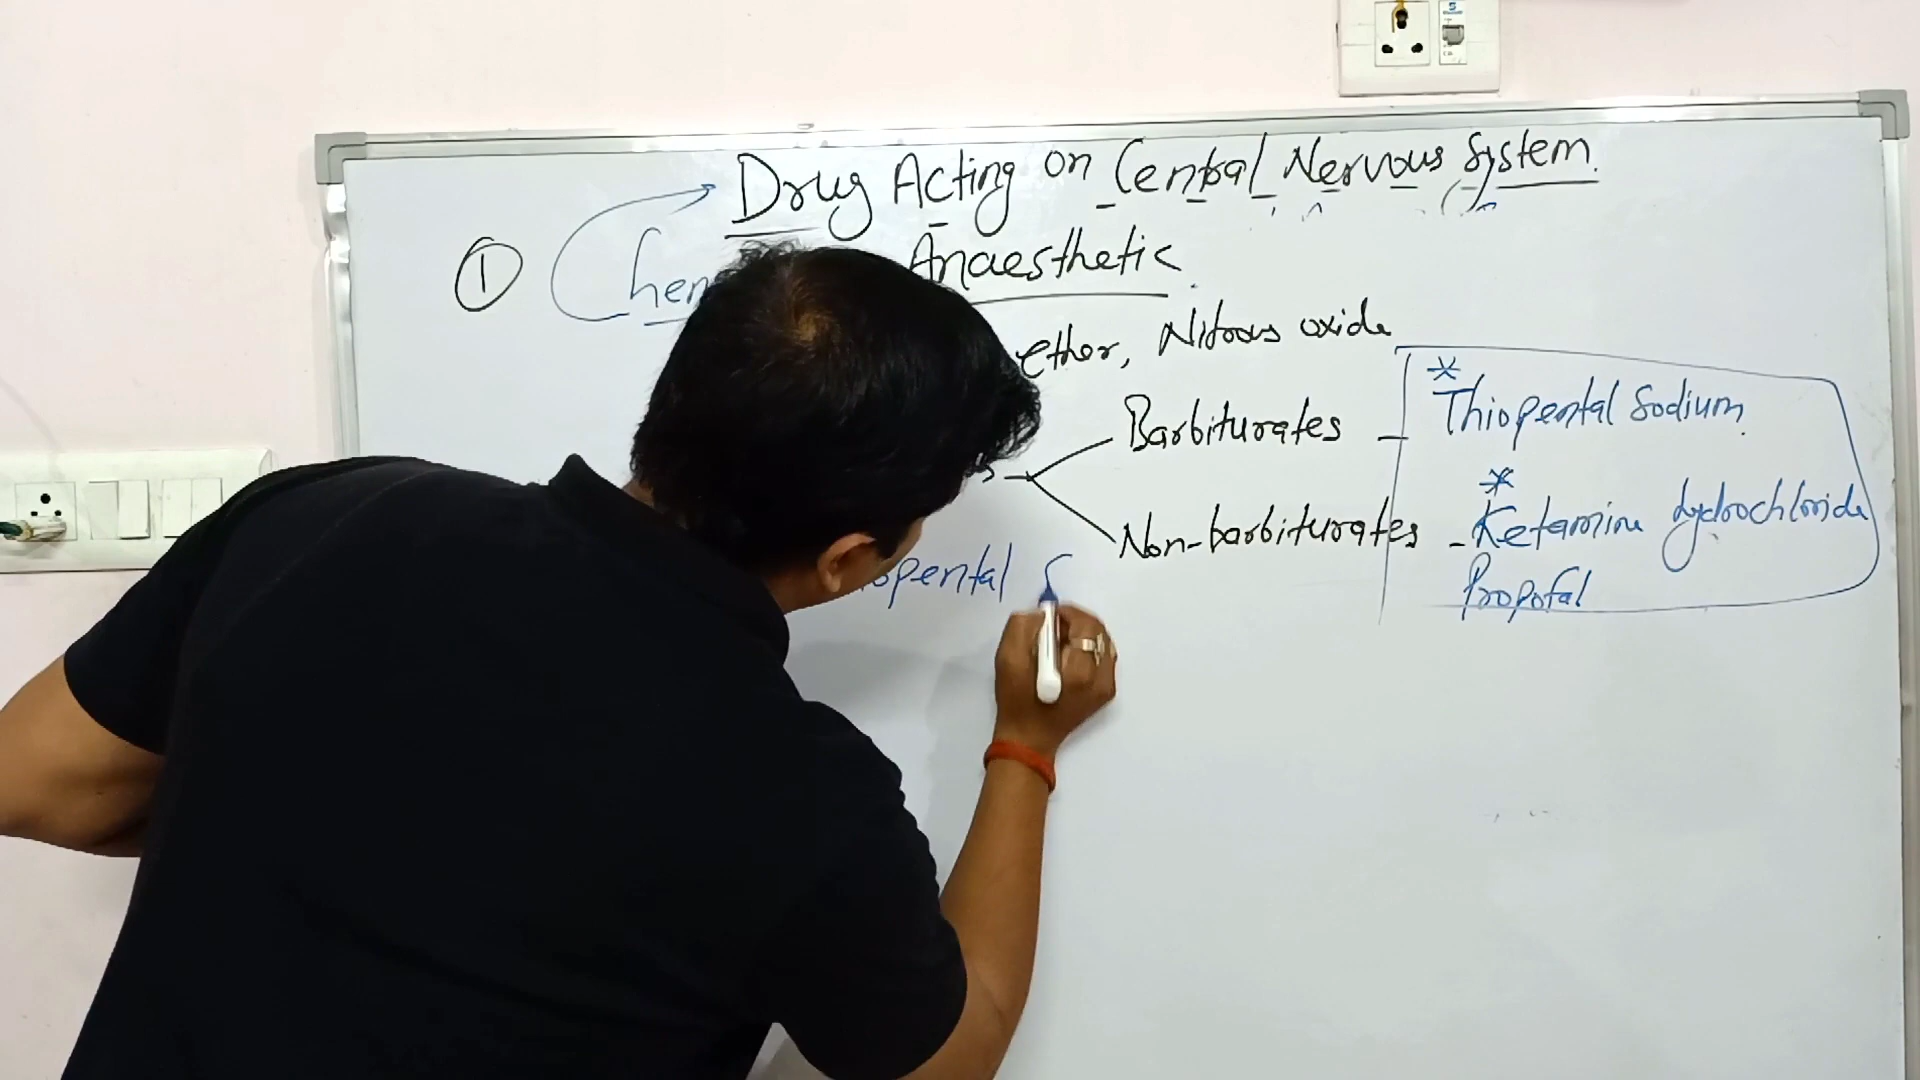 Drug Acting on Central Nervous System.
① Anaesthetic
ether, Nitrous oxide
Barbiturates - * Thiopental Sodium
Non-barbiturates - * Ketamine hydrochloride
Propofal
opental S